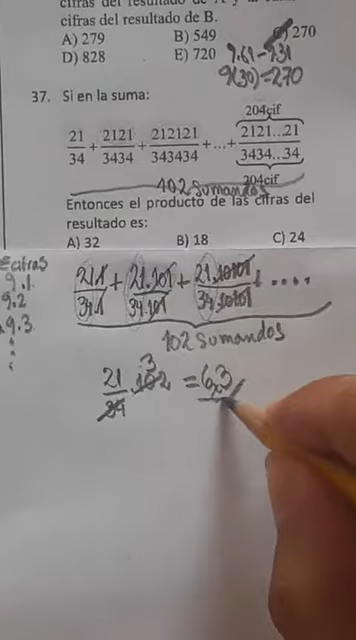 cifras del resultado de B.
A) 279 B) 549 C) 270
D) 828 E) 720
9.61 - 931
9(30)=270
37. Si en la suma:
204cif
21/34 + 2121/3434 + 212121/343434 + ... + 2121..21/3434..34
204cif
102 Sumandos
Entonces el producto de las cifras del
resultado es:
A) 32 B) 18 C) 24
9.1
9.2
9.3
21.1/34.1 + 21.101/34.101 + 21.10101/34.10101 + ....
102 Sumandos
3
21/34 . 102 = 63